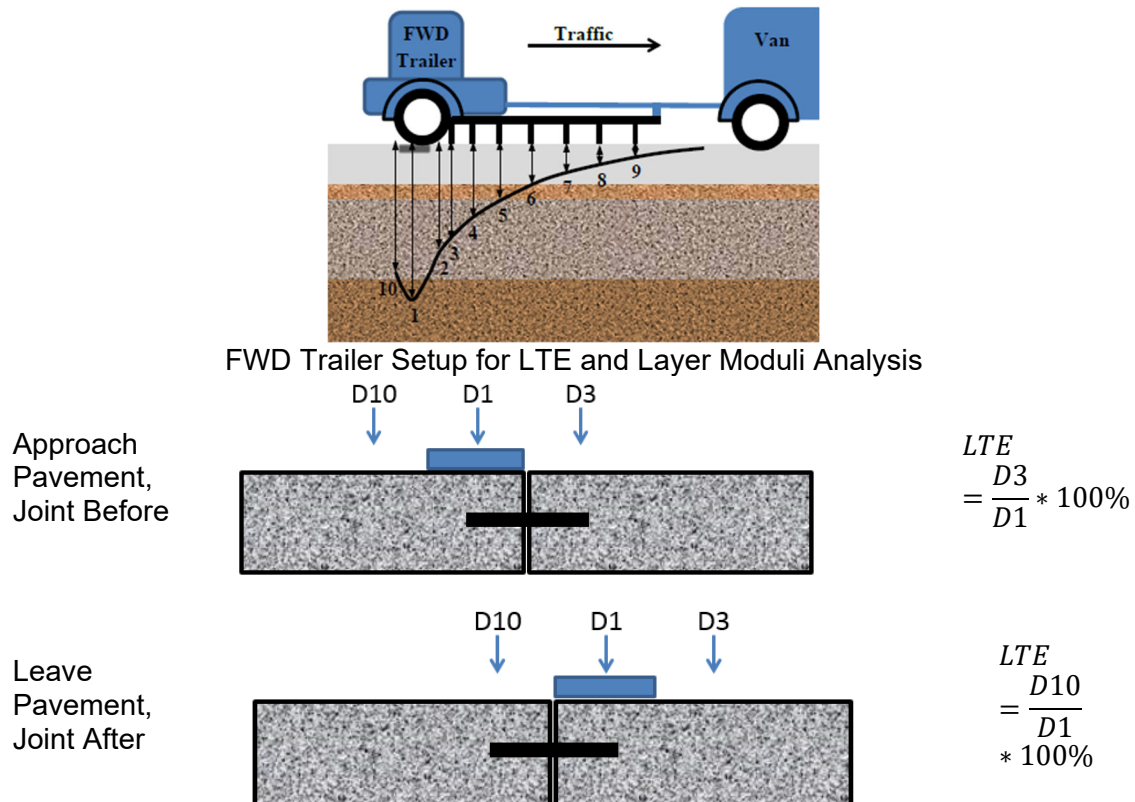 FWD
Trailer
Traffic
Van
10
1
2
3
4
5
6
7
8
9
FWD Trailer Setup for LTE and Layer Moduli Analysis
D10 D1 D3
Approach
Pavement,
Joint Before
LTE
= D3/D1 * 100%
D10 D1 D3
Leave
Pavement,
Joint After
LTE
= D10/D1
* 100%